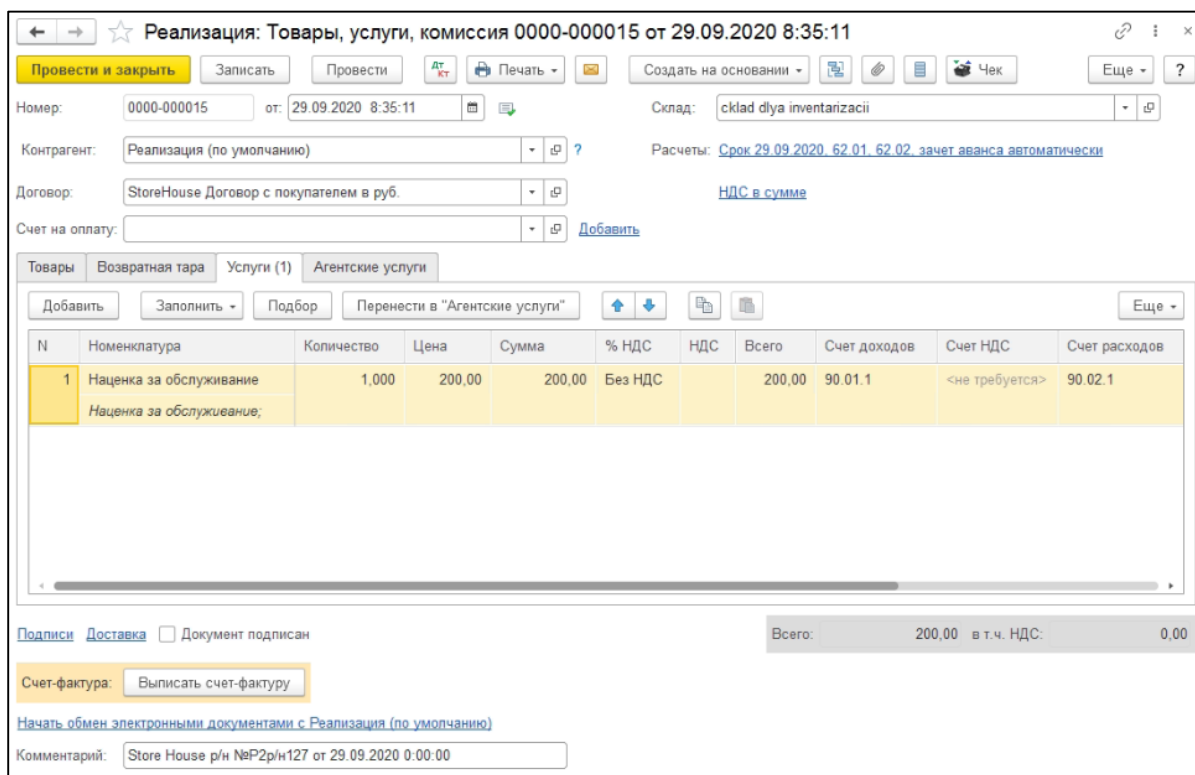 Реализация: Товары, услуги, комиссия 0000-000015 от 29.09.2020 8:35:11
Провести и закрыть Записать Провести Дт Кт Печать Создать на основании Чек Еще ?
Номер: 0000-000015 от: 29.09.2020 8:35:11 Склад: cklad dlya inventarizacii
Контрагент: Реализация (по умолчанию) ? Расчеты: Срок 29.09.2020, 62.01, 62.02, зачет аванса автоматически
Договор: StoreHouse Договор с покупателем в руб. НДС в сумме
Счет на оплату: Добавить
Товары Возвратная тара Услуги (1) Агентские услуги
Добавить Заполнить Подбор Перенести в "Агентские услуги" Еще
N Номенклатура Количество Цена Сумма % НДС НДС Всего Счет доходов Счет НДС Счет расходов
1 Наценка за обслуживание 1,000 200,00 200,00 Без НДС 200,00 90.01.1 <не требуется> 90.02.1
Наценка за обслуживание;
Подписи Доставка Документ подписан Всего: 200,00 в т.ч. НДС: 0,00
Счет-фактура: Выписать счет-фактуру
Начать обмен электронными документами с Реализация (по умолчанию)
Комментарий: Store House р/н №P2р/н127 от 29.09.2020 0:00:00